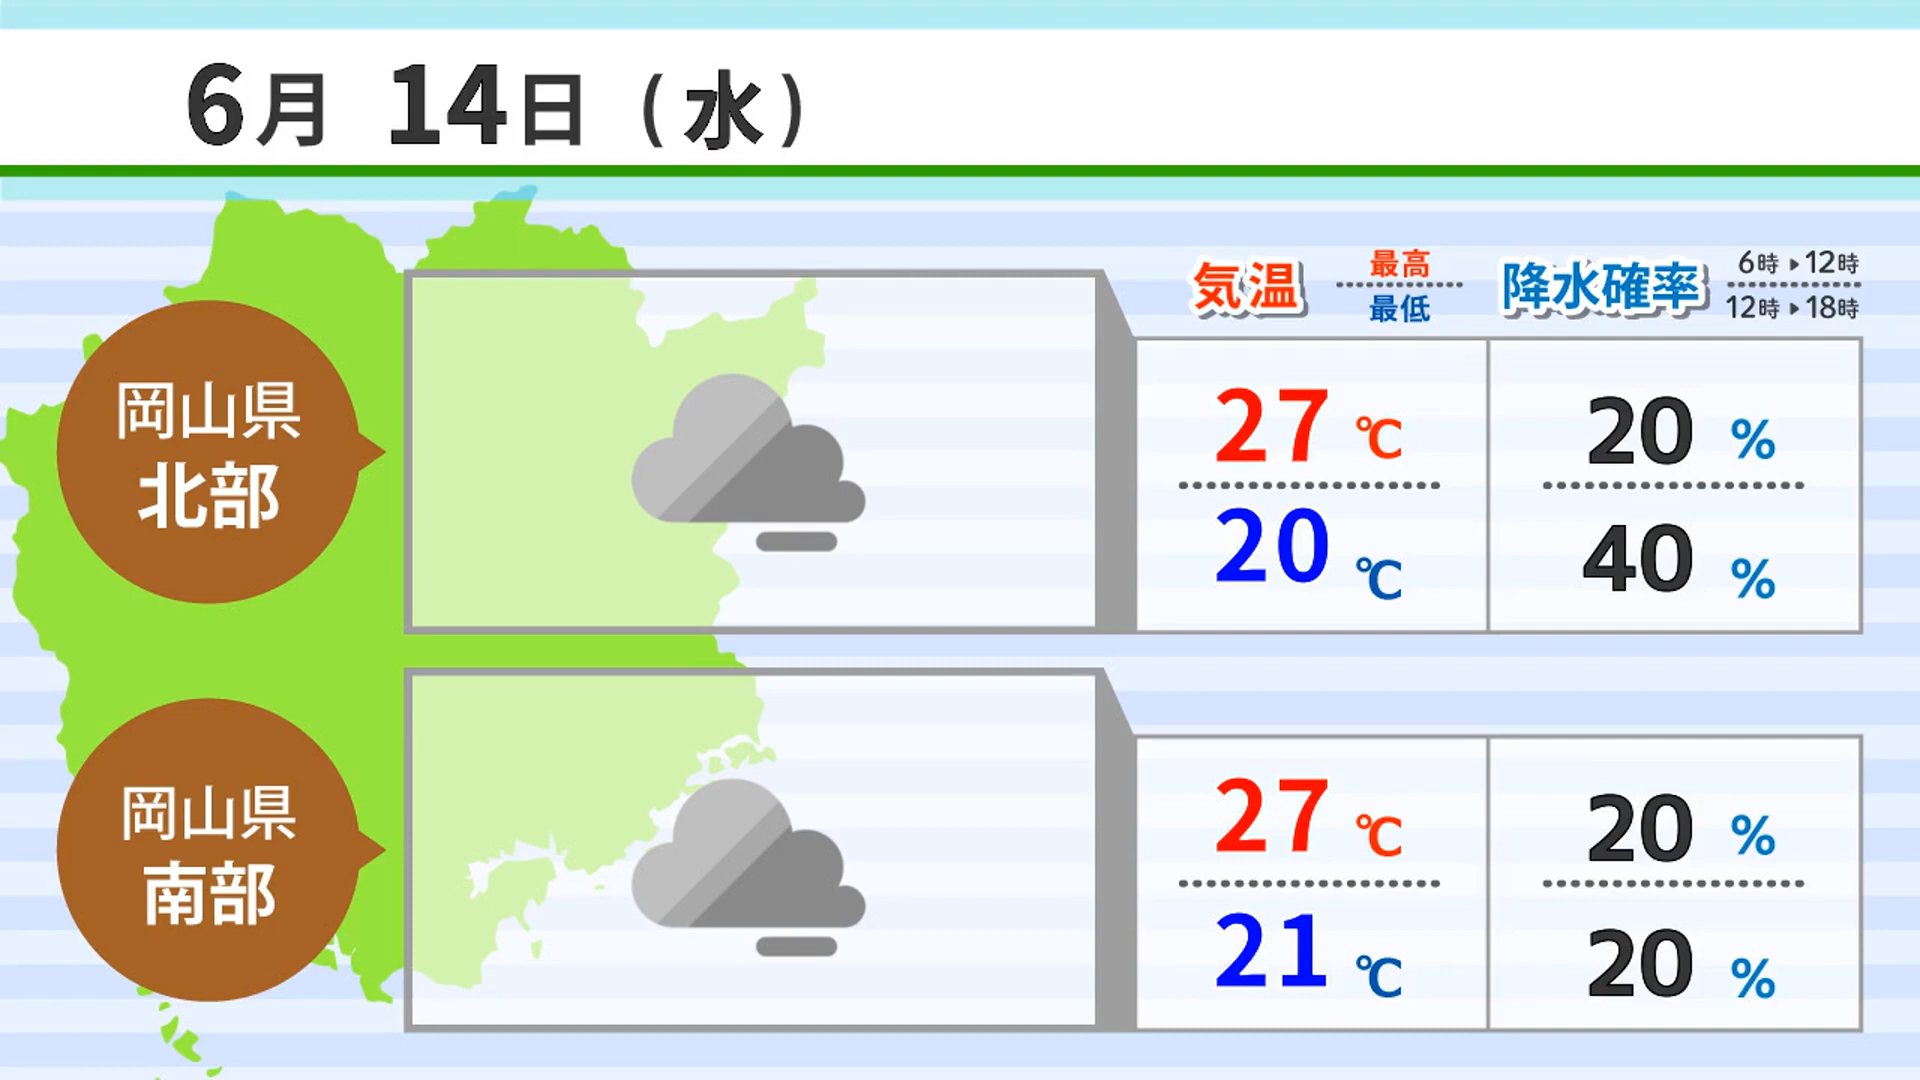 6月 14日（水）
気温 最高 最低 降水確率 6時▶12時 12時▶18時
岡山県
北部
27℃ 20%
20℃ 40%
岡山県
南部
27℃ 20%
21℃ 20%